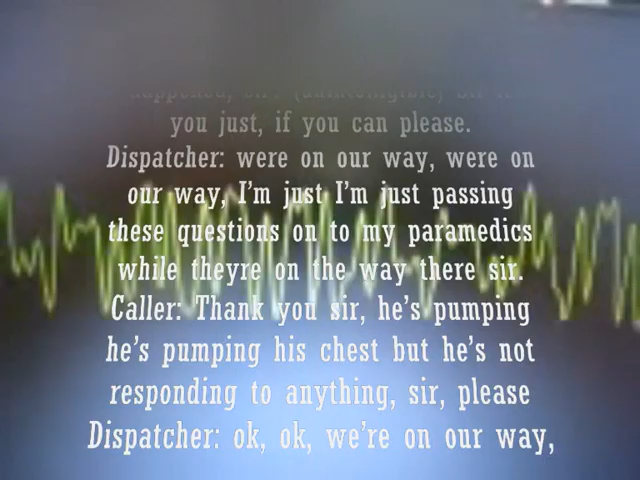 you just, if you can please.
Dispatcher: were on our way, were on
our way, I'm just I'm just passing
these questions on to my paramedics
while theyre on the way there sir.
Caller: Thank you sir, he's pumping
he's pumping his chest but he's not
responding to anything, sir, please
Dispatcher: ok, ok, we're on our way,